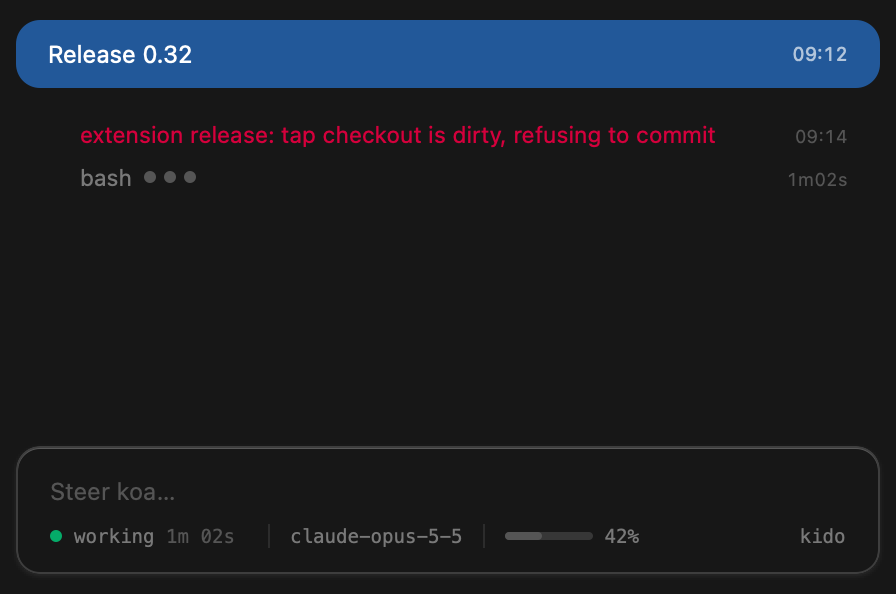 Release 0.32 09:12
extension release: tap checkout is dirty, refusing to commit 09:14
bash 1m02s
Steer koa...
working 1m 02s claude-opus-5-5 42% kido